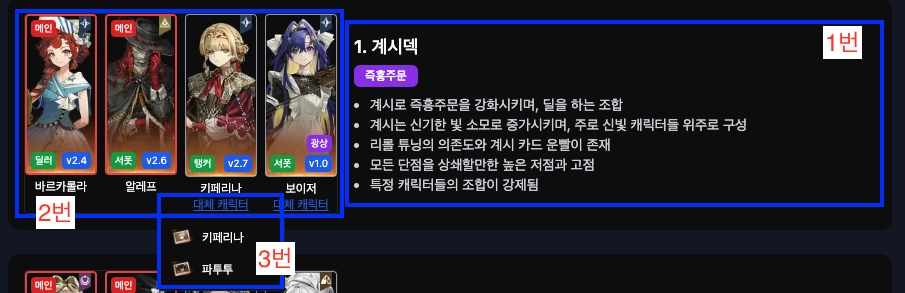 메인
메인
딜러 v2.4
서폿 v2.6
탱커 v2.7
광상
서폿 v1.0
바르카롤라
알레프
키페리나
보이저
대체 캐릭터
대체 캐릭터
2번
키페리나
파투투
3번
1번
1. 계시덱
즉흥주문
계시로 즉흥주문을 강화시키며, 딜을 하는 조합
계시는 신기한 빛 소모로 증가시키며, 주로 신빛 캐릭터들 위주로 구성
리롤 튜닝의 의존도와 계시 카드 운빨이 존재
모든 단점을 상쇄할만한 높은 저점과 고점
특정 캐릭터들의 조합이 강제됨
메인
메인